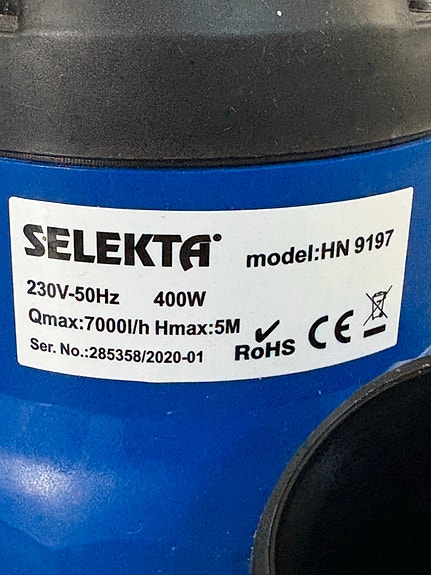 SELEKTA
model:HN 9197
230V-50Hz 400W
Qmax:7000l/h Hmax:5M
Ser. No.:285358/2020-01
RoHS CE